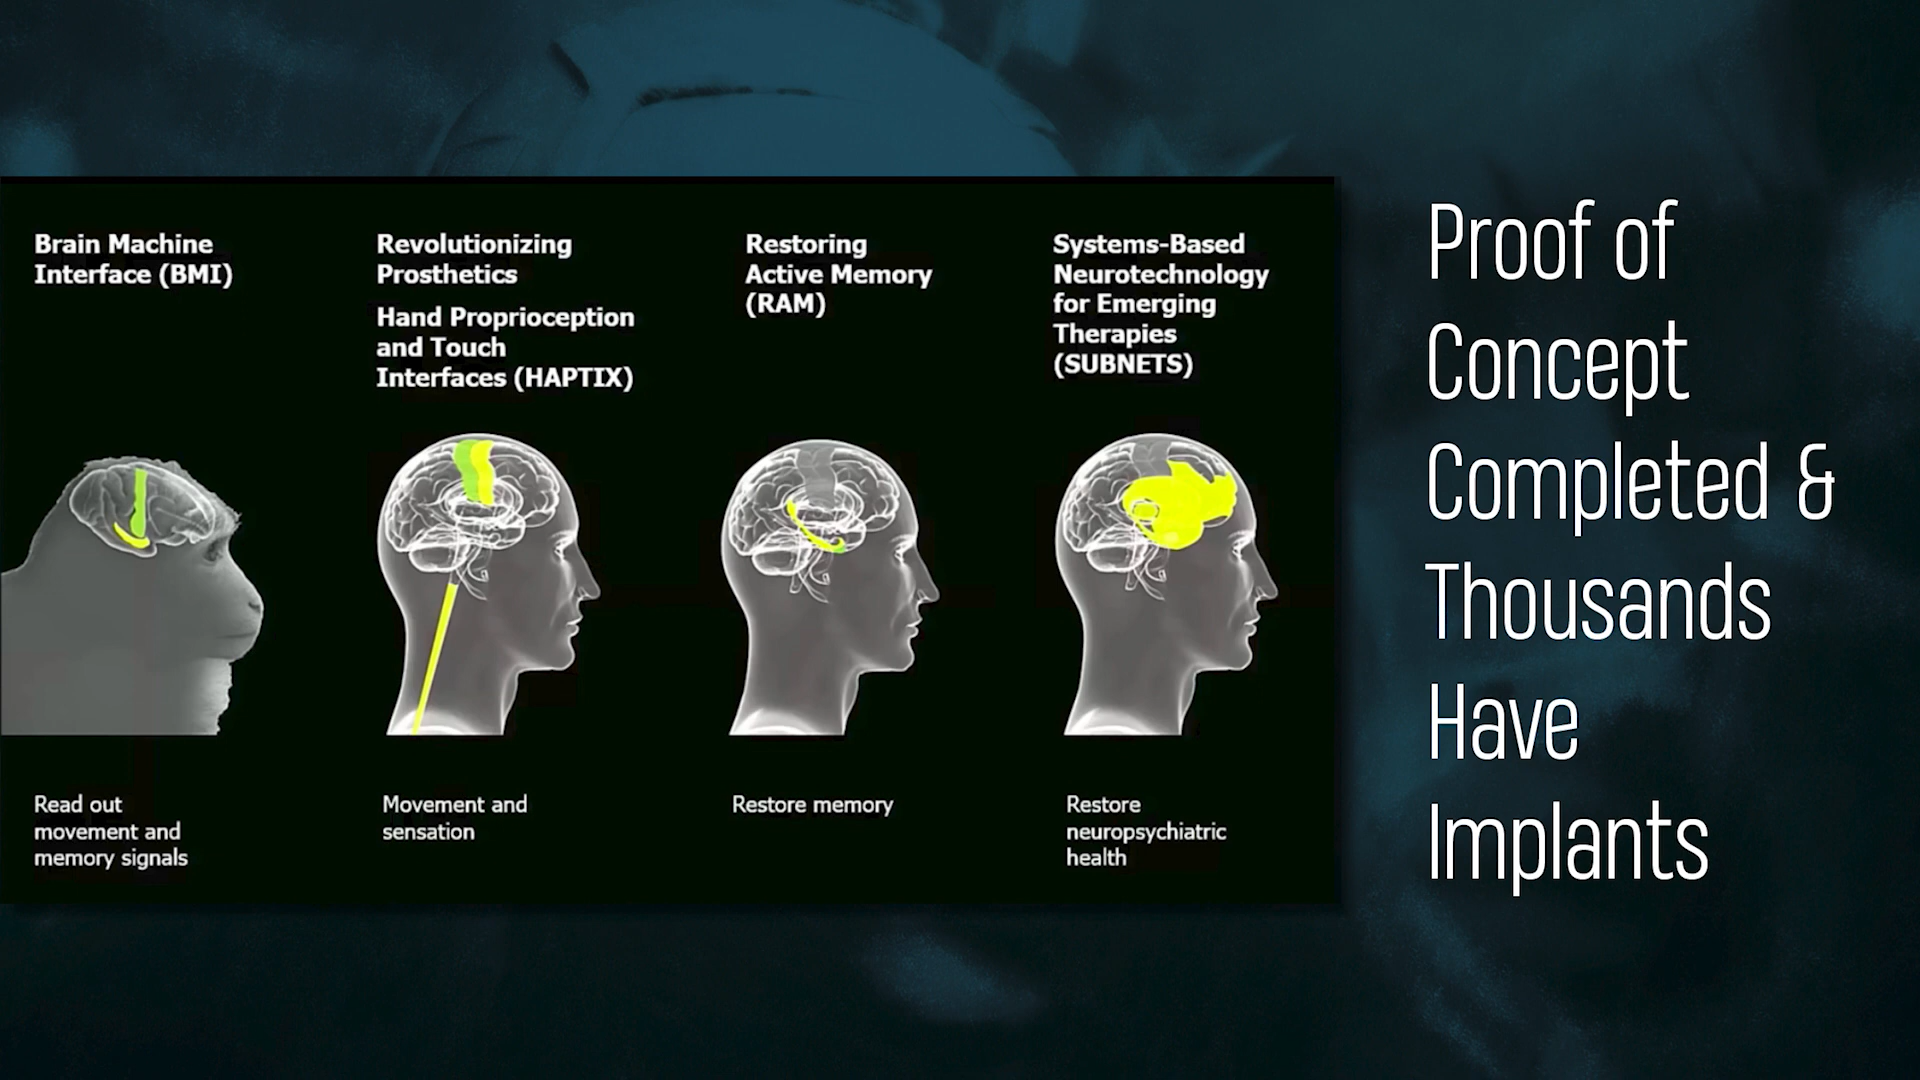 Brain Machine
Interface (BMI)
Revolutionizing
Prosthetics
Hand Proprioception
and Touch
Interfaces (HAPTIX)
Restoring
Active Memory
(RAM)
Systems-Based
Neurotechnology
for Emerging
Therapies
(SUBNETS)
Read out
movement and
memory signals
Movement and
sensation
Restore memory
Restore
neuropsychiatric
health
Proof of
Concept
Completed &
Thousands
Have
Implants